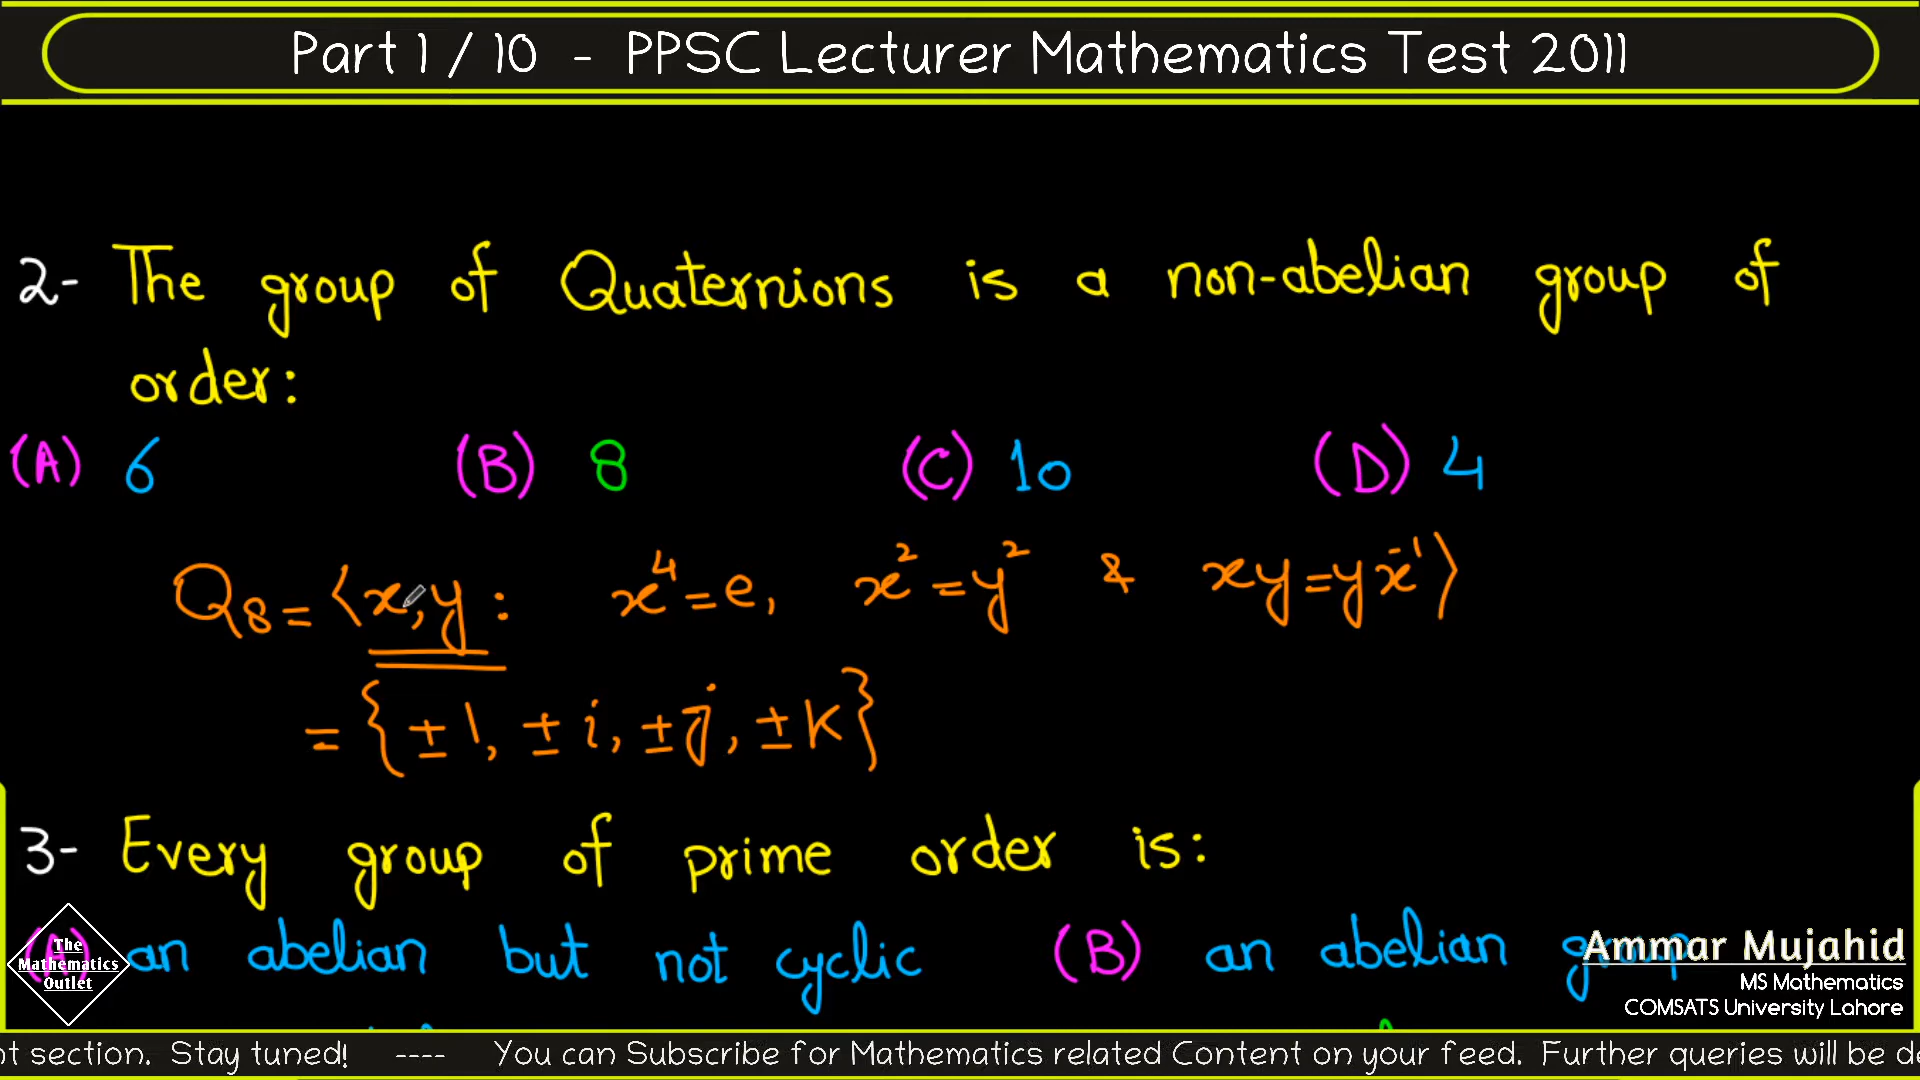 Part 1 / 10 - PPSC Lecturer Mathematics Test 2011
2- The group of Quaternions is a non-abelian group of
order:
(A) 6 (B) 8 (C) 10 (D) 4
Q₈ = ⟨x, y : x⁴ = e, x² = y² & xy = yx⁻¹⟩
= {±1, ±i, ±j, ±k}
3- Every group of prime order is:
(A) an abelian but not cyclic (B) an abelian group
The
Mathematics
Outlet
Ammar Mujahid
MS Mathematics
COMSATS University Lahore
nt section. Stay tuned! ---- You can Subscribe for Mathematics related Content on your feed. Further queries will be de